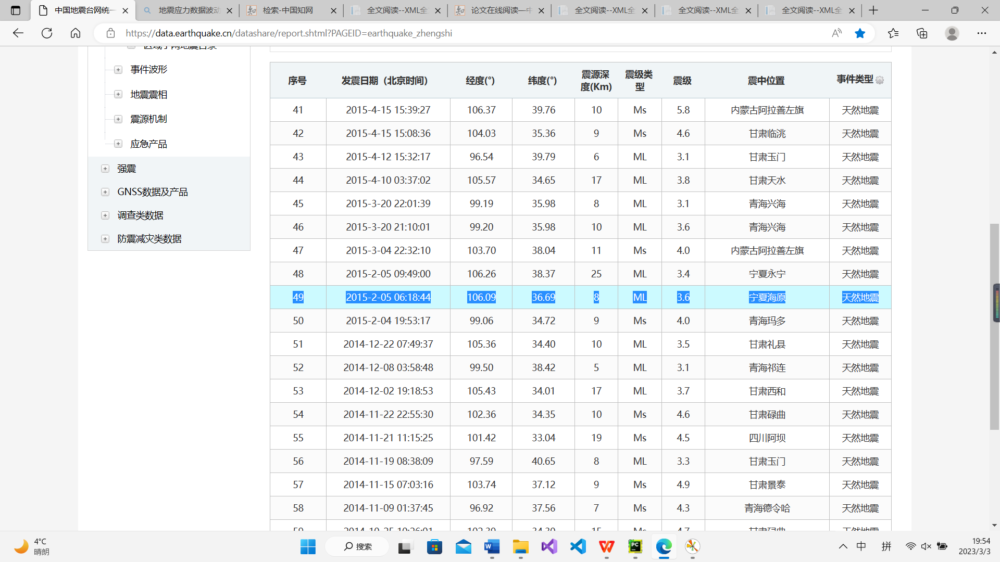 中国地震台网统一
地震应力数据波动
检索-中国知网
全文阅读--XML全
论文在线阅读—中
全文阅读--XML全
全文阅读--XML全
全文阅读--XML全
https://data.earthquake.cn/datashare/report.shtml?PAGEID=earthquake_zhengshi
事件波形
地震震相
震源机制
应急产品
强震
GNSS数据及产品
调查类数据
防震减灾类数据
序号 发震日期（北京时间） 经度(°) 纬度(°) 震源深度(Km) 震级类型 震级 震中位置 事件类型
41 2015-4-15 15:39:27 106.37 39.76 10 Ms 5.8 内蒙古阿拉善左旗 天然地震
42 2015-4-15 15:08:36 104.03 35.36 9 Ms 4.6 甘肃临洮 天然地震
43 2015-4-12 15:32:17 96.54 39.79 6 ML 3.1 甘肃玉门 天然地震
44 2015-4-10 03:37:02 105.57 34.65 17 ML 3.8 甘肃天水 天然地震
45 2015-3-20 22:01:39 99.19 35.98 8 ML 3.1 青海兴海 天然地震
46 2015-3-20 21:10:01 99.20 35.98 10 ML 3.6 青海兴海 天然地震
47 2015-3-04 22:32:10 103.70 38.04 11 Ms 4.0 内蒙古阿拉善左旗 天然地震
48 2015-2-05 09:49:00 106.26 38.37 25 ML 3.4 宁夏永宁 天然地震
49 2015-2-05 06:18:44 106.09 36.69 8 ML 3.6 宁夏海原 天然地震
50 2015-2-04 19:53:17 99.06 34.72 9 Ms 4.0 青海玛多 天然地震
51 2014-12-22 07:49:37 105.36 34.40 10 ML 3.5 甘肃礼县 天然地震
52 2014-12-08 03:58:48 99.50 38.42 5 ML 3.1 青海祁连 天然地震
53 2014-12-02 19:18:53 105.43 34.01 17 ML 3.7 甘肃西和 天然地震
54 2014-11-22 22:55:30 102.36 34.35 10 Ms 4.6 甘肃碌曲 天然地震
55 2014-11-21 11:15:25 101.42 33.04 19 Ms 4.5 四川阿坝 天然地震
56 2014-11-19 08:38:09 97.59 40.65 8 ML 3.3 甘肃玉门 天然地震
57 2014-11-15 07:03:16 103.74 37.12 9 Ms 4.9 甘肃景泰 天然地震
58 2014-11-09 01:37:45 96.92 37.56 7 Ms 4.3 青海德令哈 天然地震
4°C
晴朗
搜索
中
拼
19:54
2023/3/3